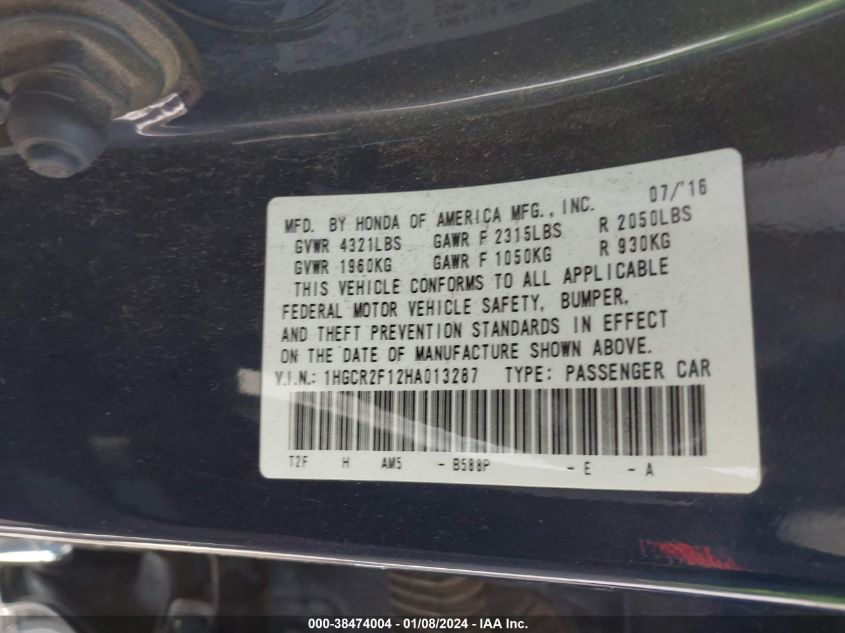 07/'16
MFD. BY HONDA OF AMERICA MFG., INC.
GVWR 4321LBS GAWR F 2315LBS R 2050LBS
GVWR 1960KG GAWR F 1050KG R 930KG
THIS VEHICLE CONFORMS TO ALL APPLICABLE
FEDERAL MOTOR VEHICLE SAFETY, BUMPER,
AND THEFT PREVENTION STANDARDS IN EFFECT
ON THE DATE OF MANUFACTURE SHOWN ABOVE.
V.I.N.: 1HGCR2F12HA013287 TYPE: PASSENGER CAR
T2F H AM5 - B588P - E - A
000-38474004 - 01/08/2024 - IAA Inc.